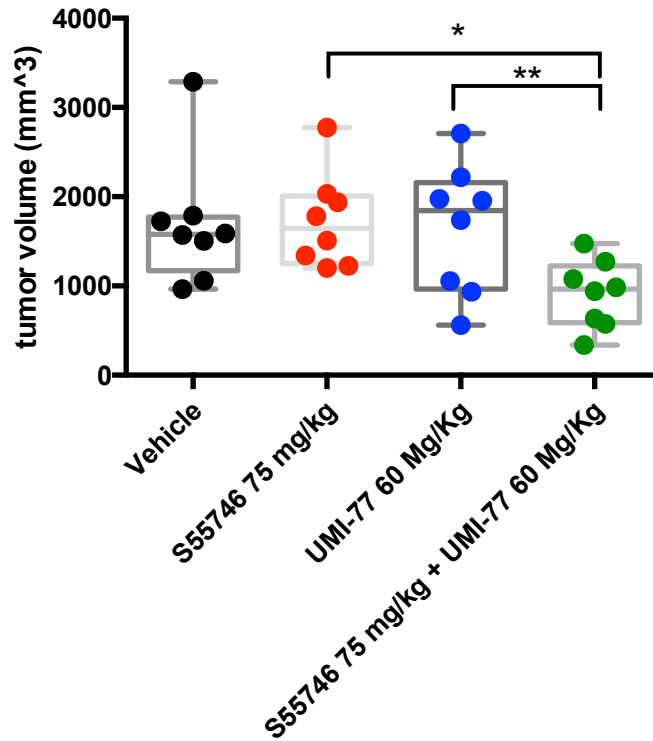 4000
3000
2000
1000
0
tumor volume (mm^3)
*
**
Vehicle
S55746 75 mg/kg
UMI-77 60 Mg/Kg
S55746 75 mg/kg + UMI-77 60 Mg/Kg